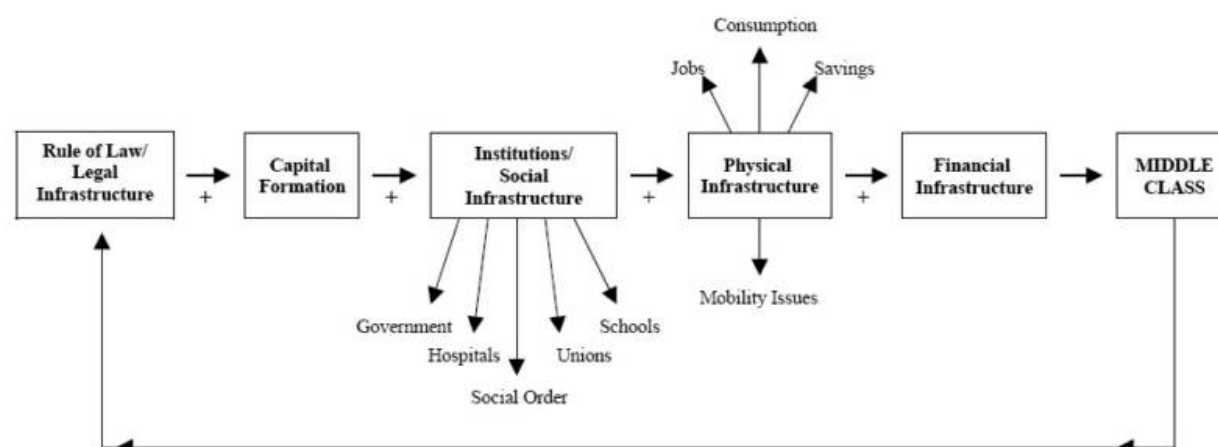 Consumption
Jobs
Savings
Rule of Law/
Legal
Infrastructure
+
Capital
Formation
+
Institutions/
Social
Infrastructure
+
Physical
Infrastructure
+
Financial
Infrastructure
MIDDLE
CLASS
Mobility Issues
Government
Schools
Hospitals
Unions
Social Order